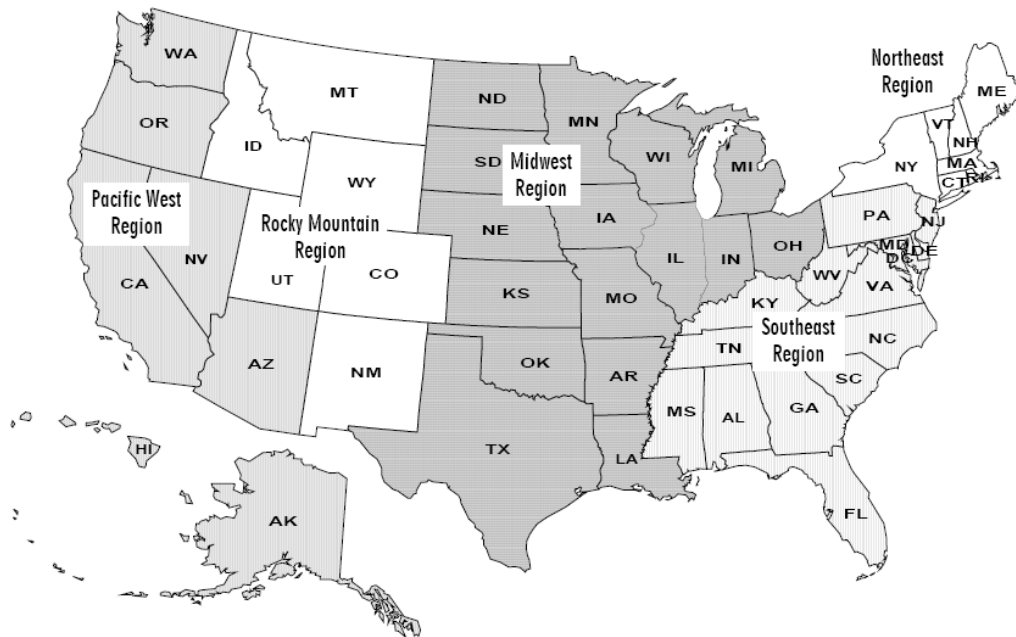 WA
MT
ND
MN
Northeast
Region
ME
VT
NH
OR
ID
SD
Midwest
Region
WI
MI
NY
MA
CT
RI
WY
Pacific West
Region
Rocky Mountain
Region
NE
IA
PA
NJ
NV
IL
IN
OH
MD
DE
DC
CA
UT
CO
KS
MO
WV
VA
KY
Southeast
Region
AZ
NM
OK
AR
TN
NC
SC
MS
AL
GA
HI
TX
LA
AK
FL